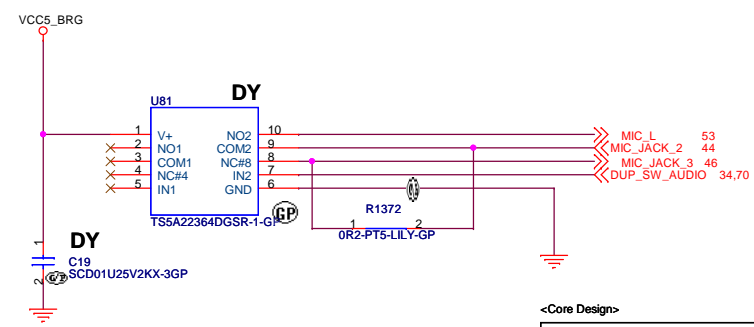 VCC5_BRG
U81
DY
1 V+ NO2 10 MIC_L 53
2 NO1 COM2 9 MIC_JACK_2 44
3 COM1 NC#8 8 MIC_JACK_3 46
4 NC#4 IN2 7 DUP_SW_AUDIO 34,70
5 IN1 GND 6
TS5A22364DGSR-1-GP
GP
R1372
1 2
0R2-PT5-LILY-GP
1
DY
C19
SCD01U25V2KX-3GP
2
<Core Design>